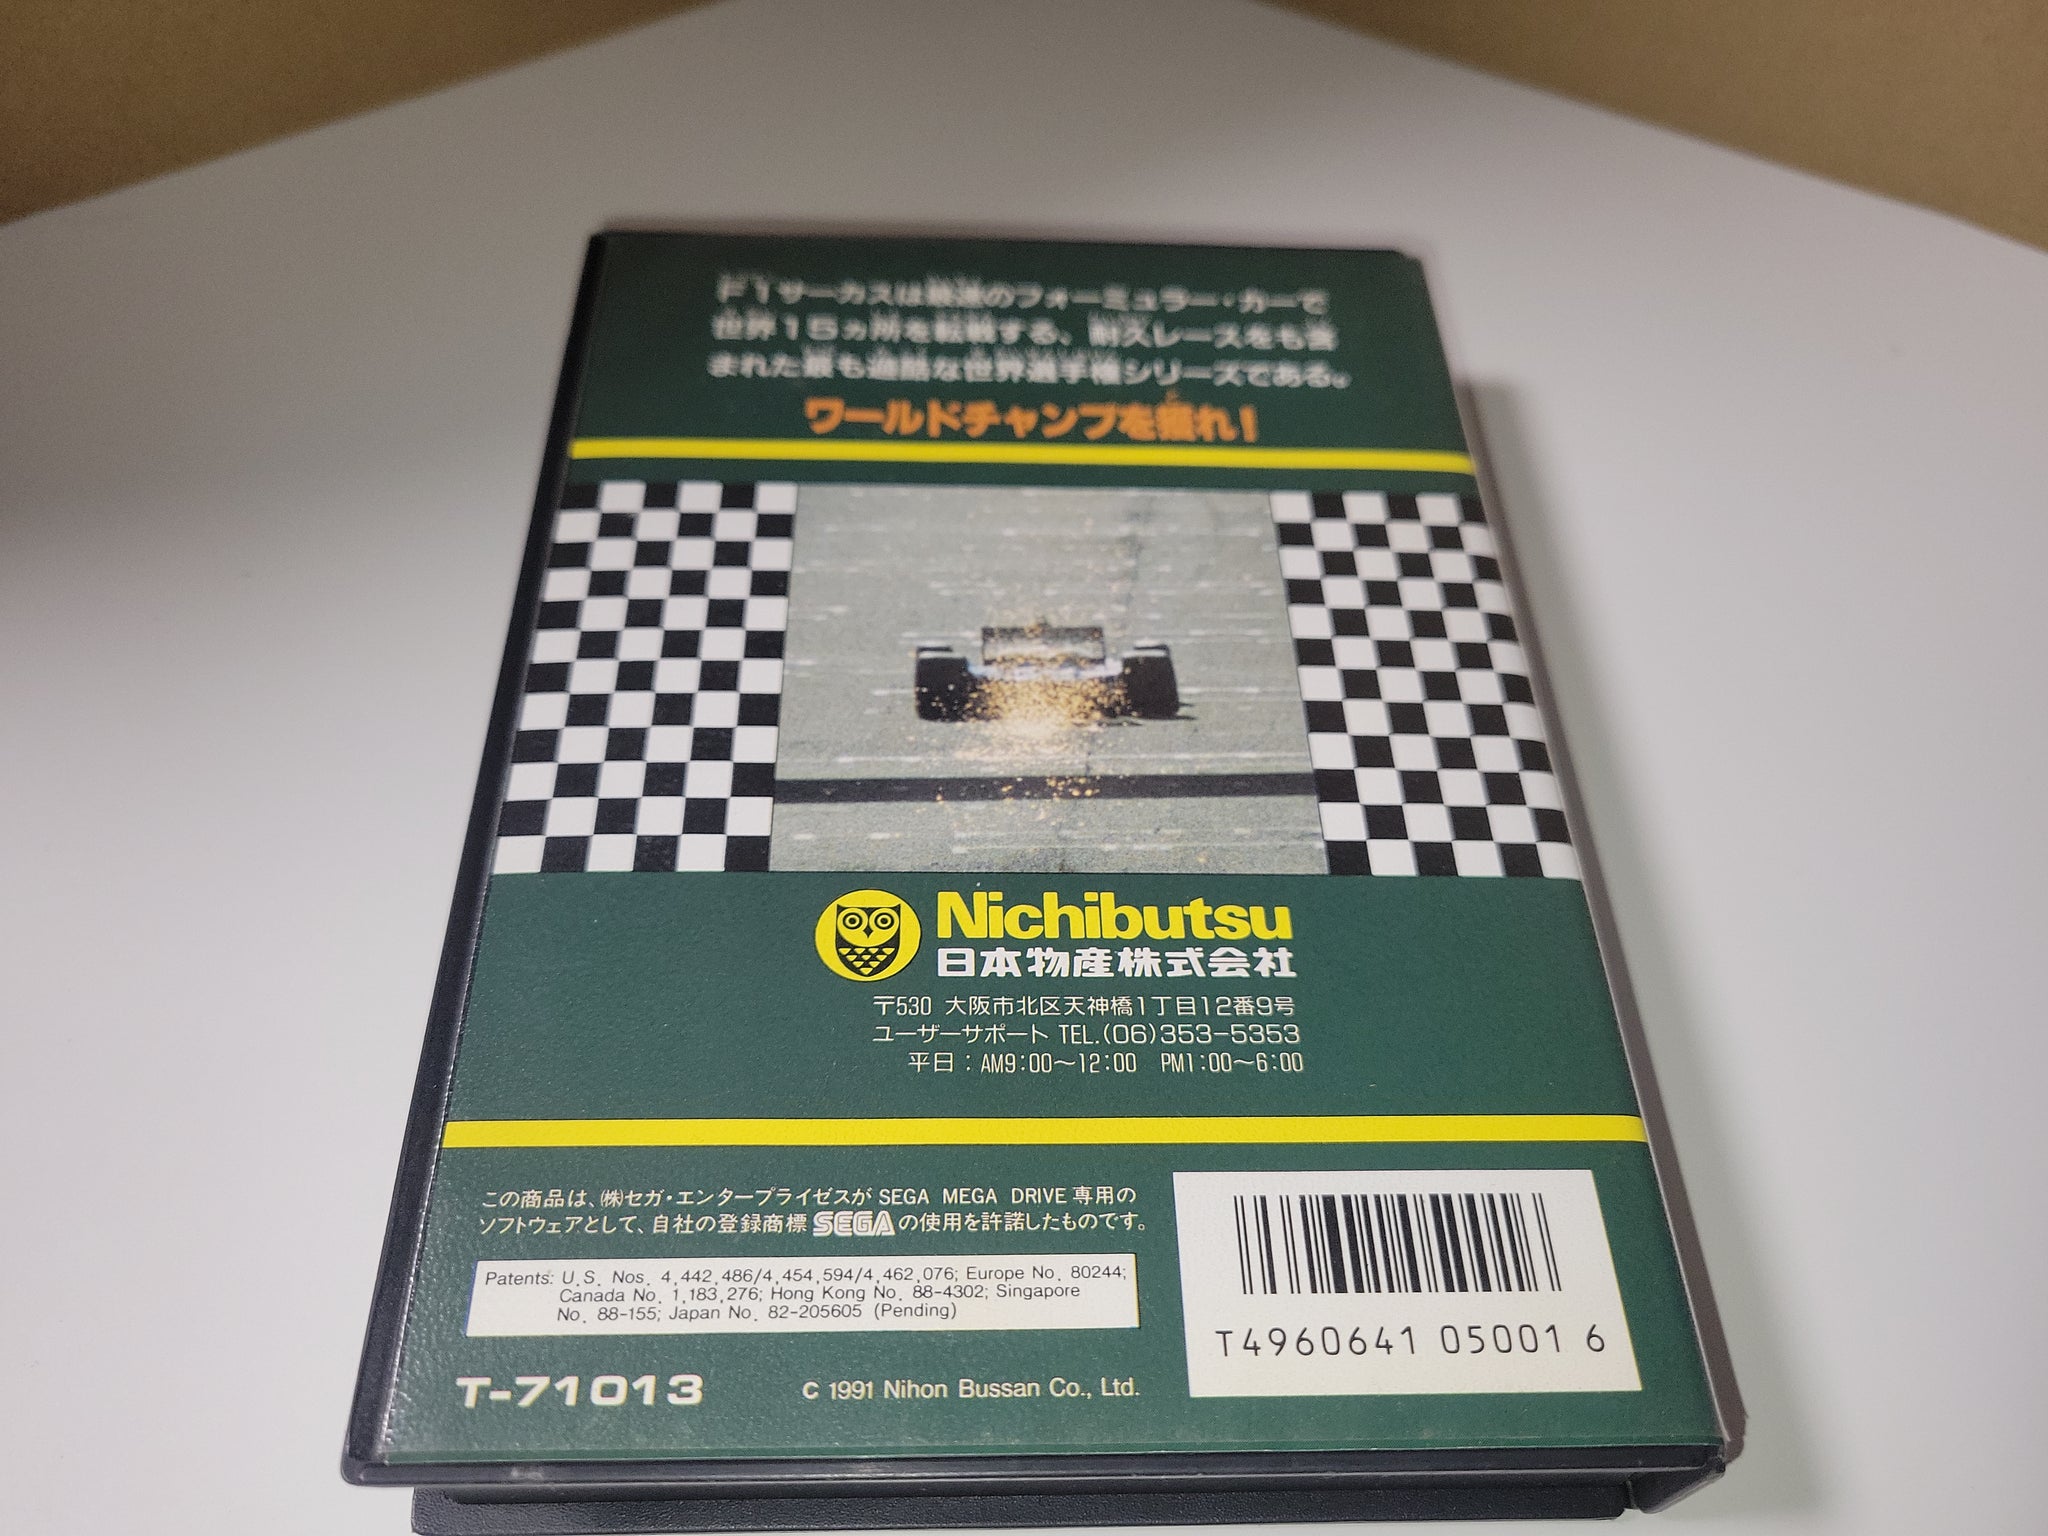 F1サーカスは最速のフォーミュラー・カーで
世界15ヵ所を転戦する、耐久レースをも含
まれた最も過酷な世界選手権シリーズである。
ワールドチャンプを獲れ!
Nichibutsu
日本物産株式会社
〒530 大阪市北区天神橋1丁目12番9号
ユーザーサポート TEL.(06)353-5353
平日:AM9:00~12:00 PM1:00~6:00
この商品は、㈱セガ・エンタープライゼスがSEGA MEGA DRIVE専用の
ソフトウェアとして、自社の登録商標SEGAの使用を許諾したものです。
Patents: U.S. Nos. 4,442,486/4,454,594/4,462,076; Europe No. 80244;
Canada No. 1,183,276; Hong Kong No. 88-4302; Singapore
No. 88-155; Japan No. 82-205605 (Pending)
T4960641 05001 6
T-71013
C 1991 Nihon Bussan Co., Ltd.